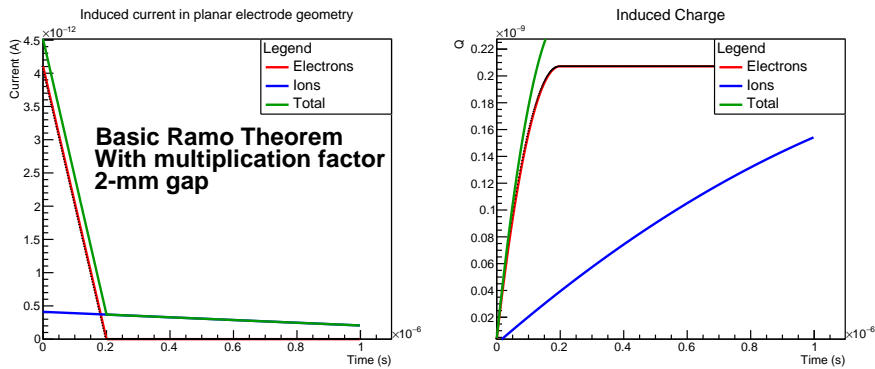 Induced current in planar electrode geometry
×10⁻¹²
Current (A)
4.5
4
3.5
3
2.5
2
1.5
1
0.5
0
0
0.2
0.4
0.6
0.8
1
×10⁻⁶
Time (s)
Legend
Electrons
Ions
Total
Basic Ramo Theorem
With multiplication factor
2-mm gap
Induced Charge
×10⁻⁹
Q
0.22
0.2
0.18
0.16
0.14
0.12
0.1
0.08
0.06
0.04
0.02
0
0.2
0.4
0.6
0.8
1
×10⁻⁶
Time (s)
Legend
Electrons
Ions
Total